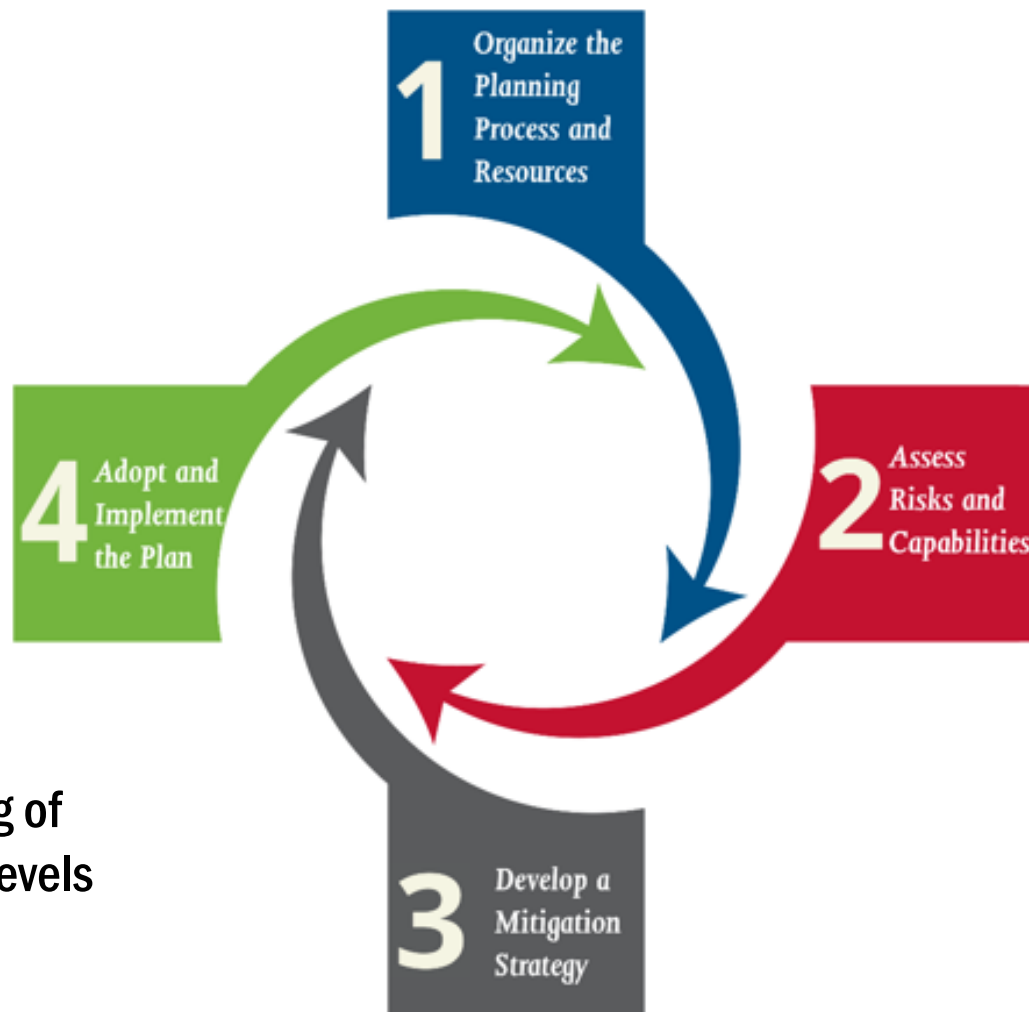 1
Organize the
Planning
Process and
Resources
2
Assess
Risks and
Capabilities
3
Develop a
Mitigation
Strategy
4
Adopt and
Implement
the Plan
of